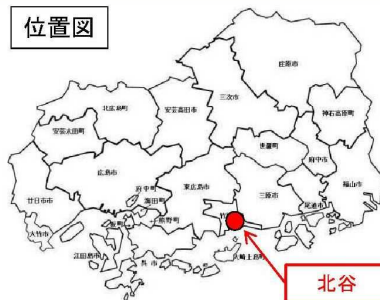 位置図
庄原市
三次市
北広島町
安芸高田市
神石高原町
安芸太田町
世羅町
府中市
広島市
東広島市
三原市
福山市
府中町
尾道市
廿日市市
海田町
熊野町
竹
坂町
大竹市
江田島市
呉市
大崎上島町
北谷